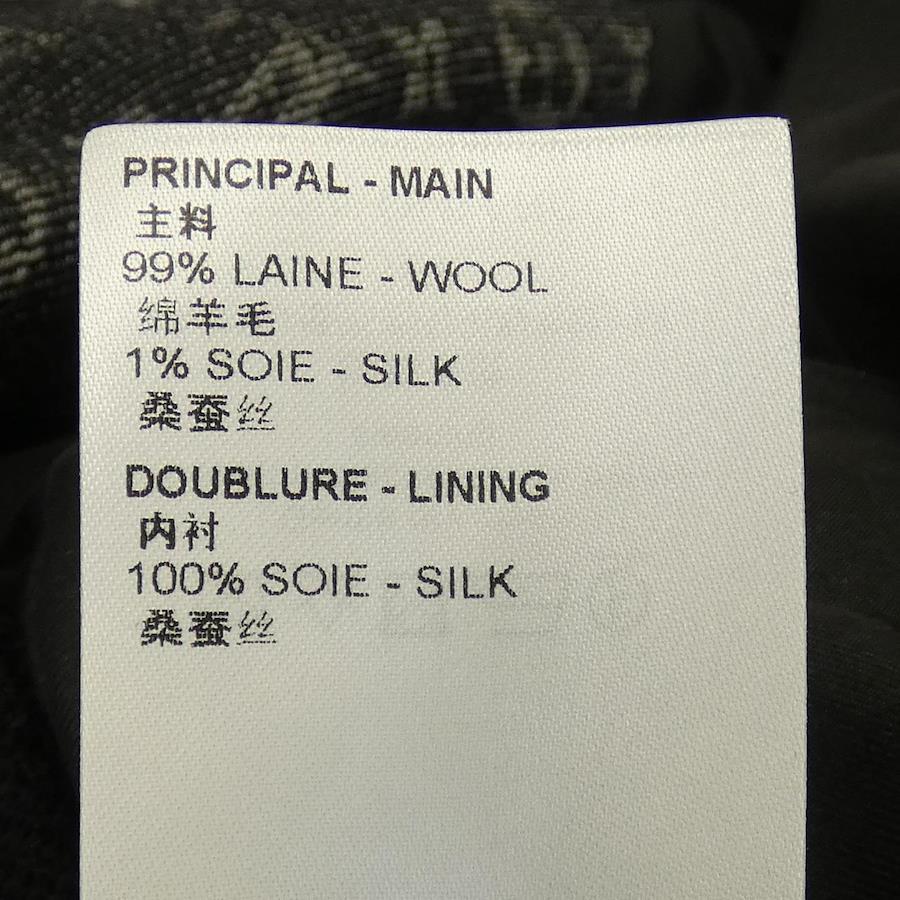 PRINCIPAL - MAIN
主料
99% LAINE - WOOL
绵羊毛
1% SOIE - SILK
桑蚕丝
DOUBLURE - LINING
内衬
100% SOIE - SILK
桑蚕丝